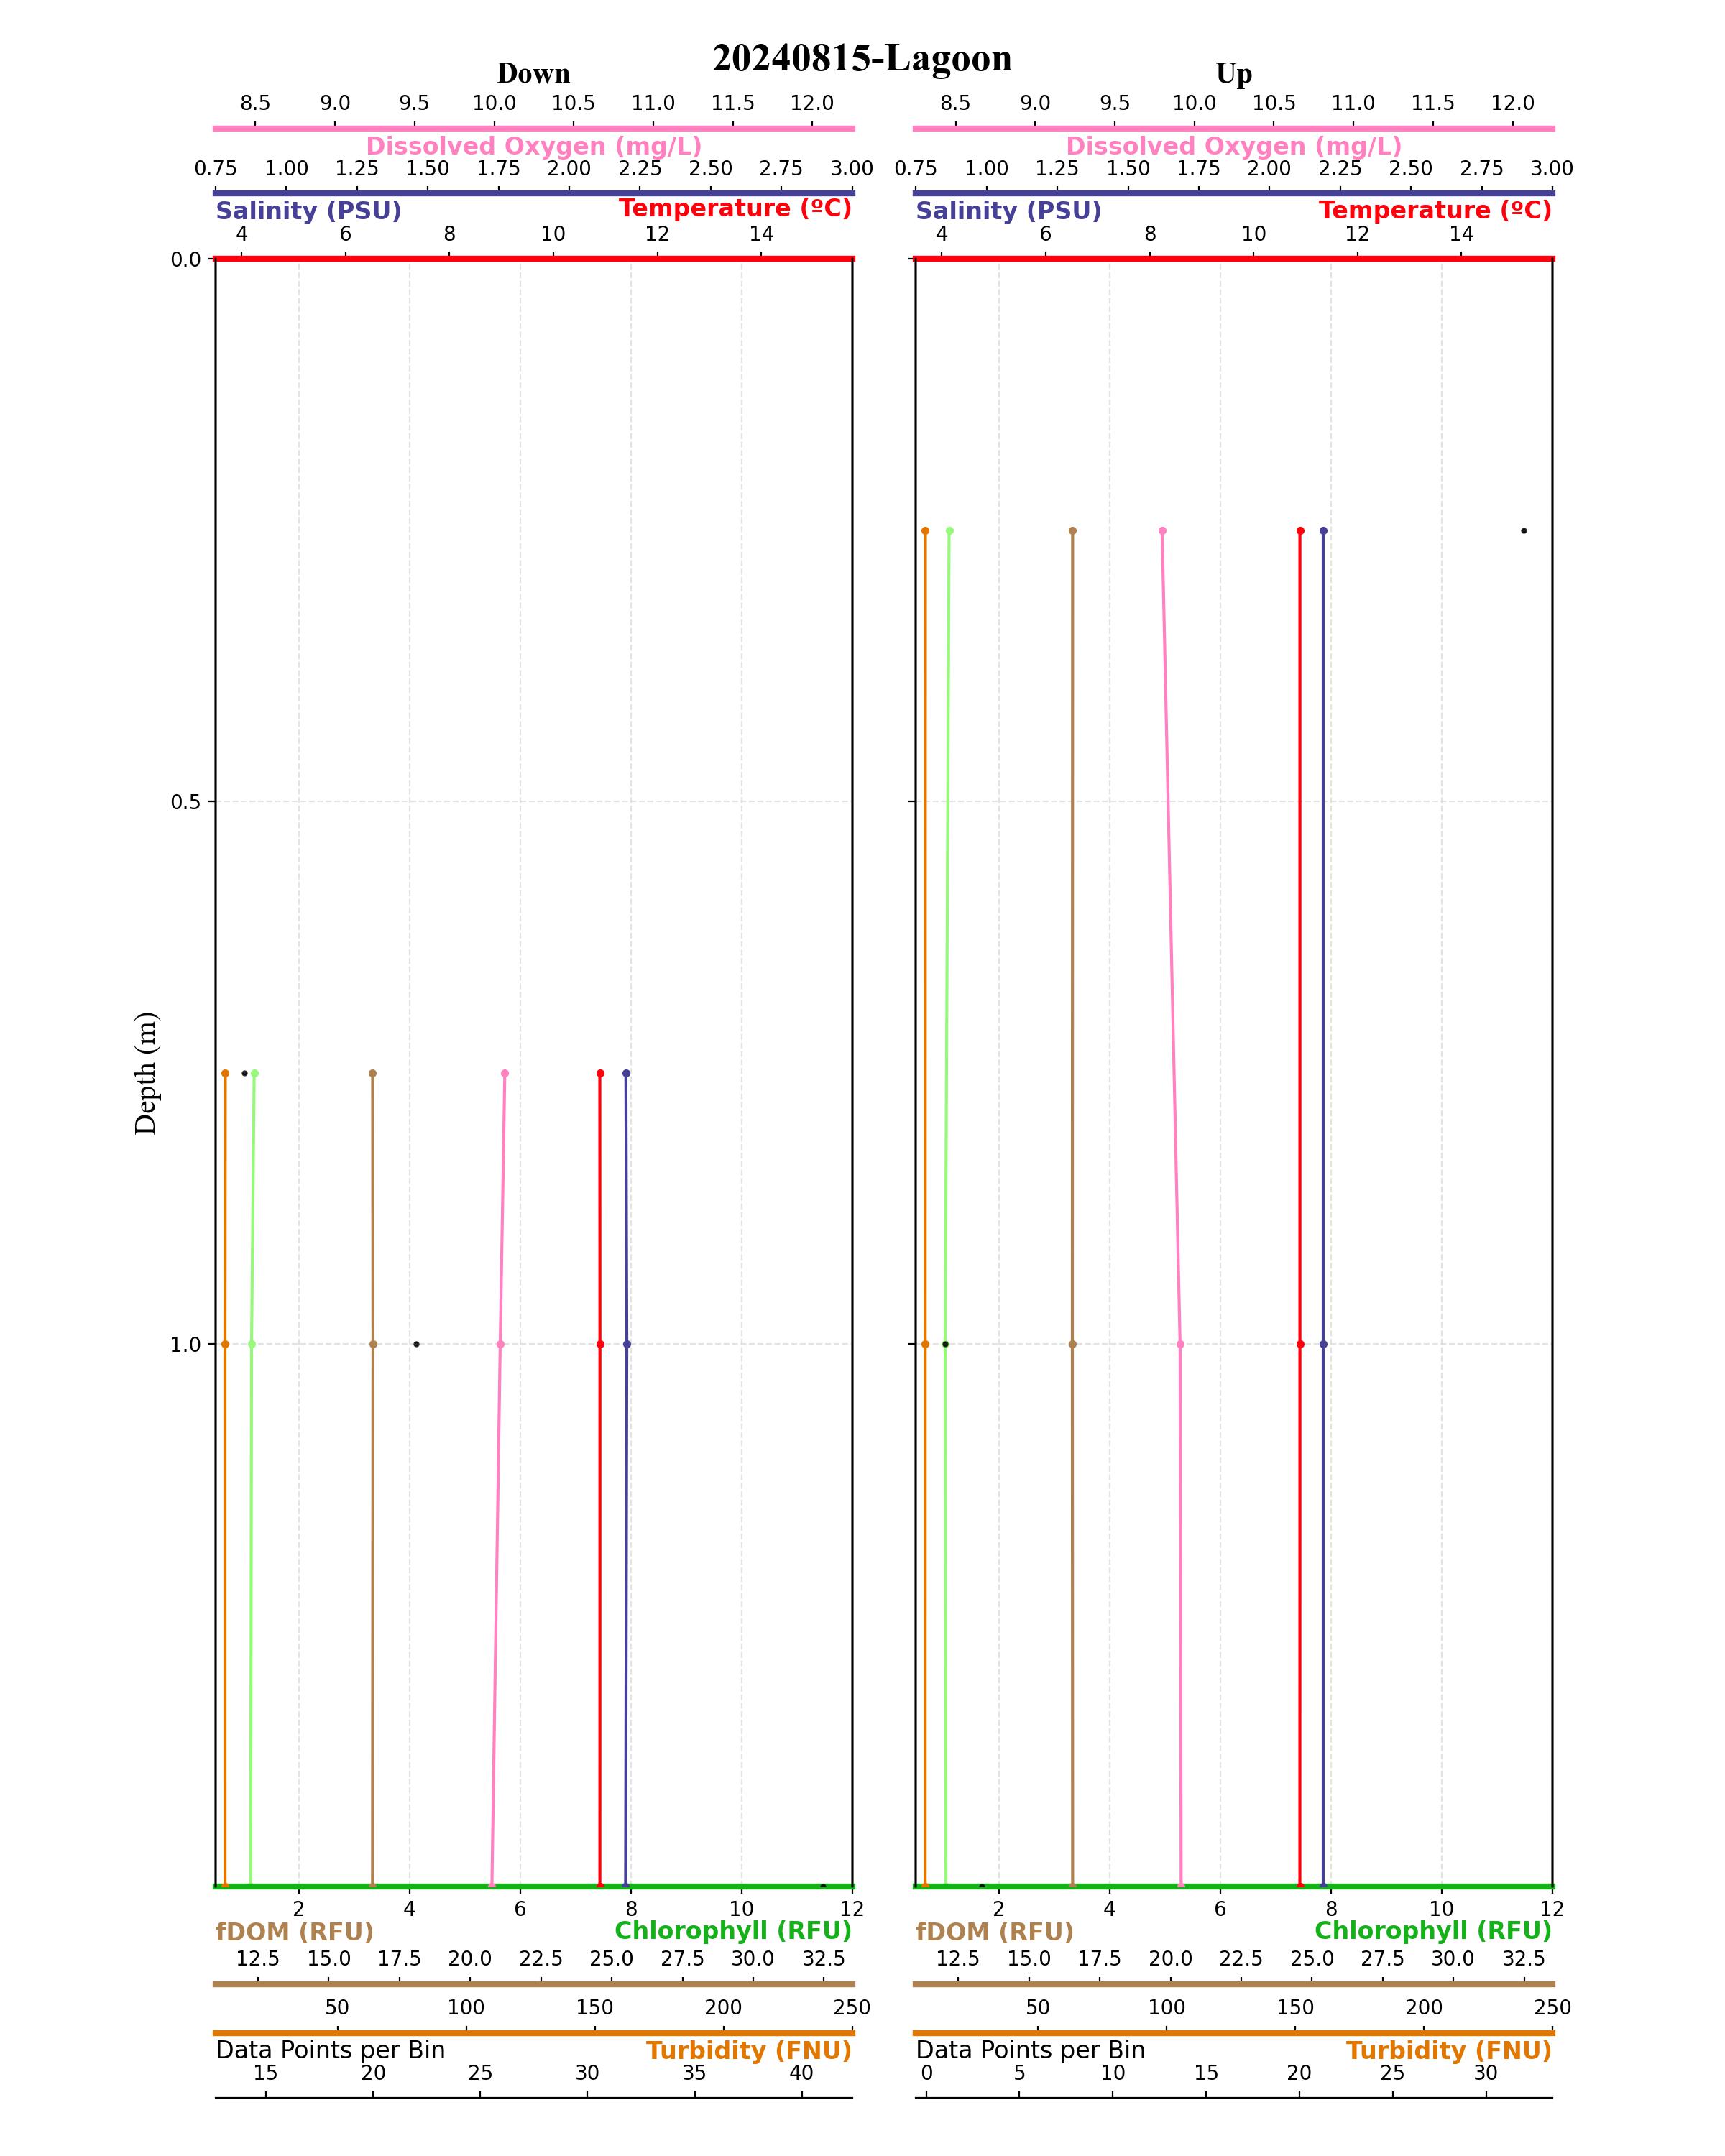 20240815-Lagoon
Down Up
8.5 9.0 9.5 10.0 10.5 11.0 11.5 12.0 8.5 9.0 9.5 10.0 10.5 11.0 11.5 12.0
Dissolved Oxygen (mg/L) Dissolved Oxygen (mg/L)
0.75 1.00 1.25 1.50 1.75 2.00 2.25 2.50 2.75 3.00 0.75 1.00 1.25 1.50 1.75 2.00 2.25 2.50 2.75 3.00
Salinity (PSU) Temperature (ºC) Salinity (PSU) Temperature (ºC)
4 6 8 10 12 14 4 6 8 10 12 14
0.0
0.5
Depth (m)
1.0
2 4 6 8 10 12 2 4 6 8 10 12
fDOM (RFU) Chlorophyll (RFU) fDOM (RFU) Chlorophyll (RFU)
12.5 15.0 17.5 20.0 22.5 25.0 27.5 30.0 32.5 12.5 15.0 17.5 20.0 22.5 25.0 27.5 30.0 32.5
50 100 150 200 250 50 100 150 200 250
Data Points per Bin Turbidity (FNU) Data Points per Bin Turbidity (FNU)
15 20 25 30 35 40 0 5 10 15 20 25 30